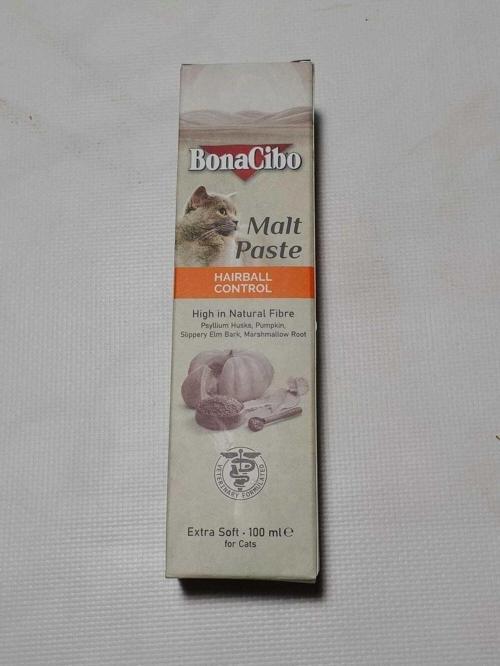 BonaCibo
Malt
Paste
HAIRBALL
CONTROL
High in Natural Fibre
Psyllium Husks, Pumpkin,
Slippery Elm Bark, Marshmallow Root
VETERINARY FORMULATED
Extra Soft - 100 ml ℮
for Cats